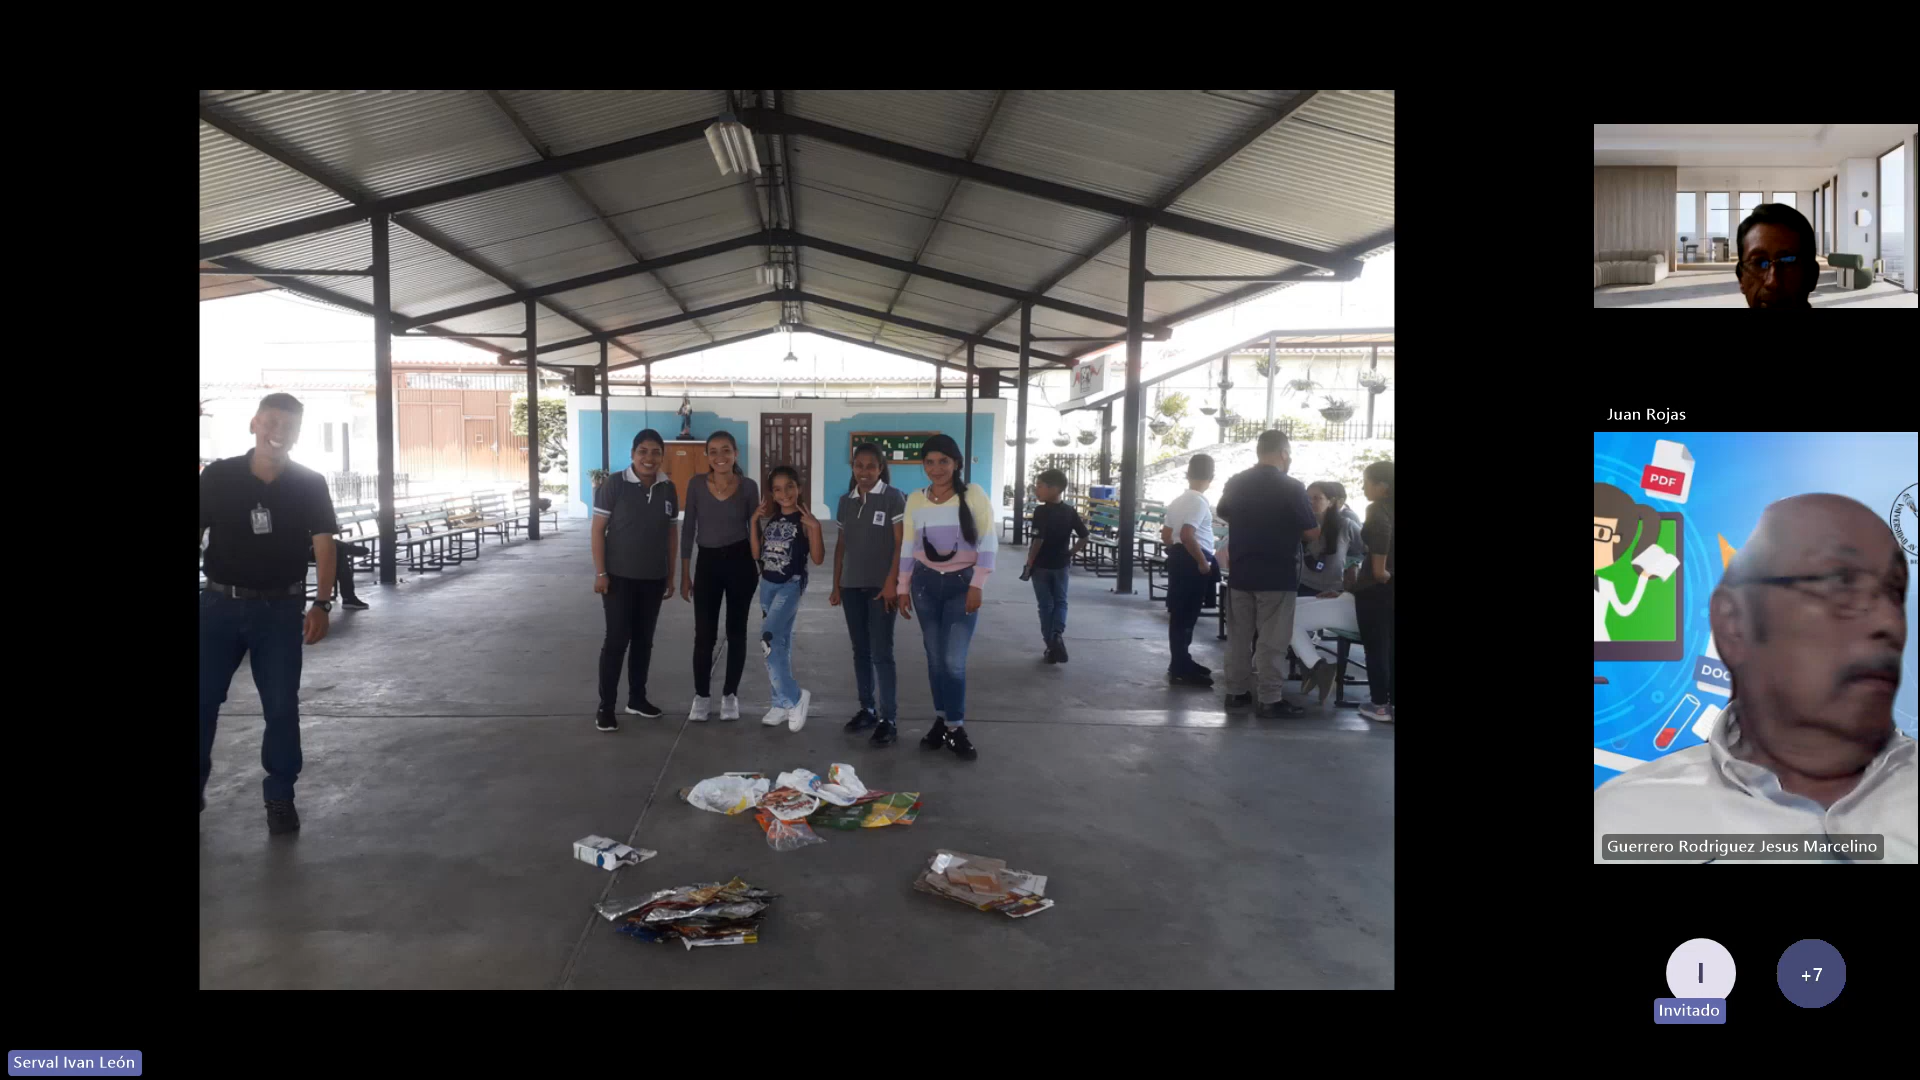 Juan Rojas
PDF
DOC
Guerrero Rodriguez Jesus Marcelino
I
+7
Invitado
Serval Ivan León